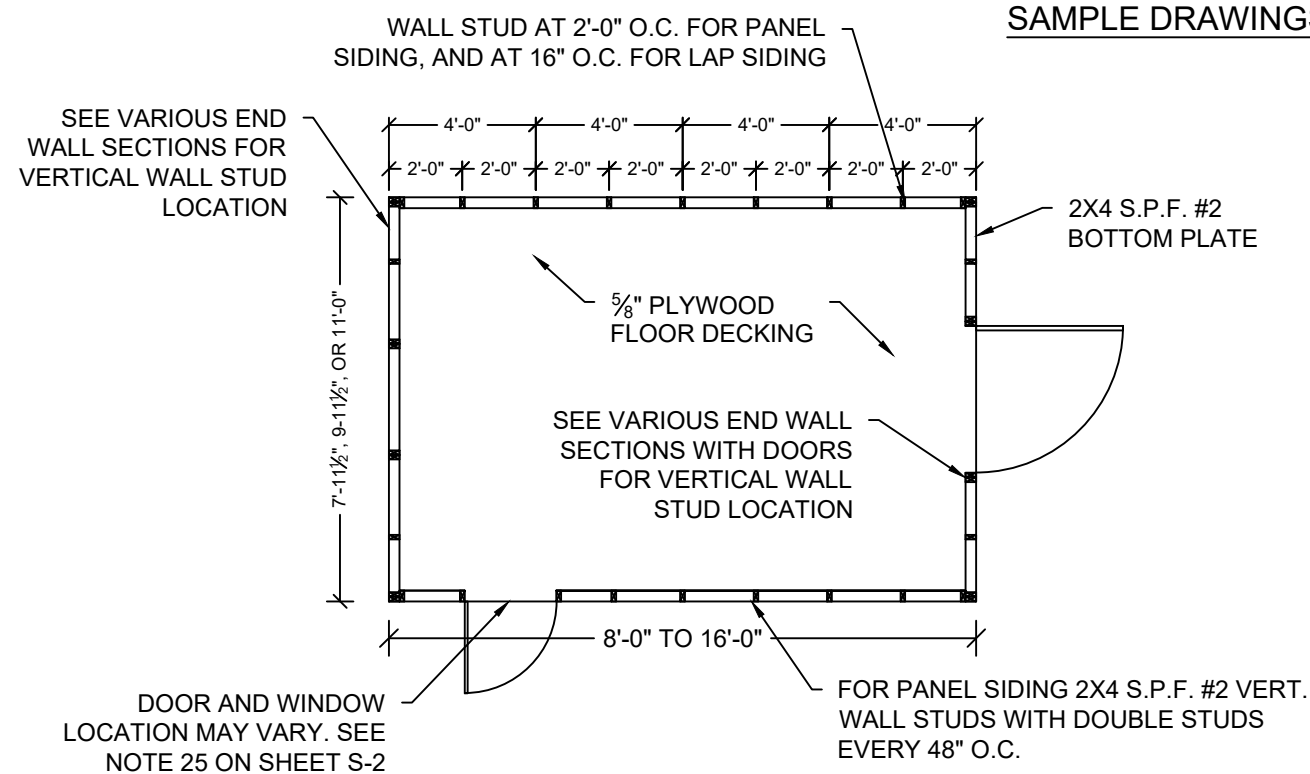 SAMPLE DRAWING
WALL STUD AT 2'-0" O.C. FOR PANEL
SIDING, AND AT 16" O.C. FOR LAP SIDING
SEE VARIOUS END
WALL SECTIONS FOR
VERTICAL WALL STUD
LOCATION
4'-0" 4'-0" 4'-0" 4'-0"
2'-0" 2'-0" 2'-0" 2'-0" 2'-0" 2'-0" 2'-0" 2'-0"
2X4 S.P.F. #2
BOTTOM PLATE
⅝" PLYWOOD
FLOOR DECKING
7'-11½", 9-11½", OR 11'-0"
SEE VARIOUS END WALL
SECTIONS WITH DOORS
FOR VERTICAL WALL
STUD LOCATION
8'-0" TO 16'-0"
DOOR AND WINDOW
LOCATION MAY VARY. SEE
NOTE 25 ON SHEET S-2
FOR PANEL SIDING 2X4 S.P.F. #2 VERT.
WALL STUDS WITH DOUBLE STUDS
EVERY 48" O.C.